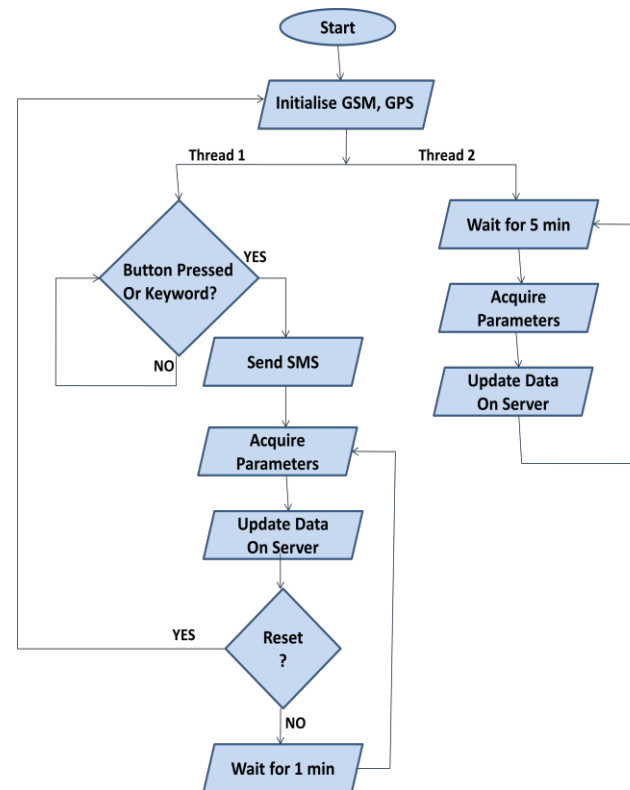 Start
Initialise GSM, GPS
Thread 1
Thread 2
Button Pressed
Or Keyword?
YES
NO
Send SMS
Acquire
Parameters
Update Data
On Server
Reset
?
YES
NO
Wait for 1 min
Wait for 5 min
Acquire
Parameters
Update Data
On Server